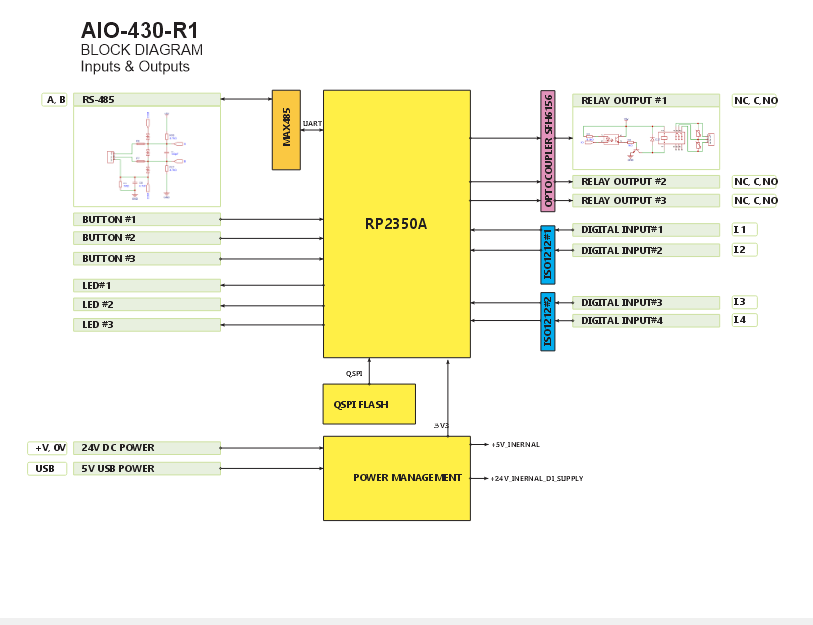 AIO-430-R1
BLOCK DIAGRAM
Inputs & Outputs
A, B
RS-485
MAX485
UART
RP2350A
OPTOCOUPLER SFH6156
RELAY OUTPUT #1
NC, C,NO
RELAY OUTPUT #2
NC, C,NO
RELAY OUTPUT #3
NC, C,NO
BUTTON #1
BUTTON #2
BUTTON #3
LED#1
LED #2
LED #3
ISO1212#1
DIGITAL INPUT#1
I1
DIGITAL INPUT#2
I2
ISO1212#2
DIGITAL INPUT#3
I3
DIGITAL INPUT#4
I4
QSPI
QSPI FLASH
3V3
+V, 0V
24V DC POWER
USB
5V USB POWER
POWER MANAGEMENT
+5V_INERNAL
+24V_INERNAL_DI_SUPPLY